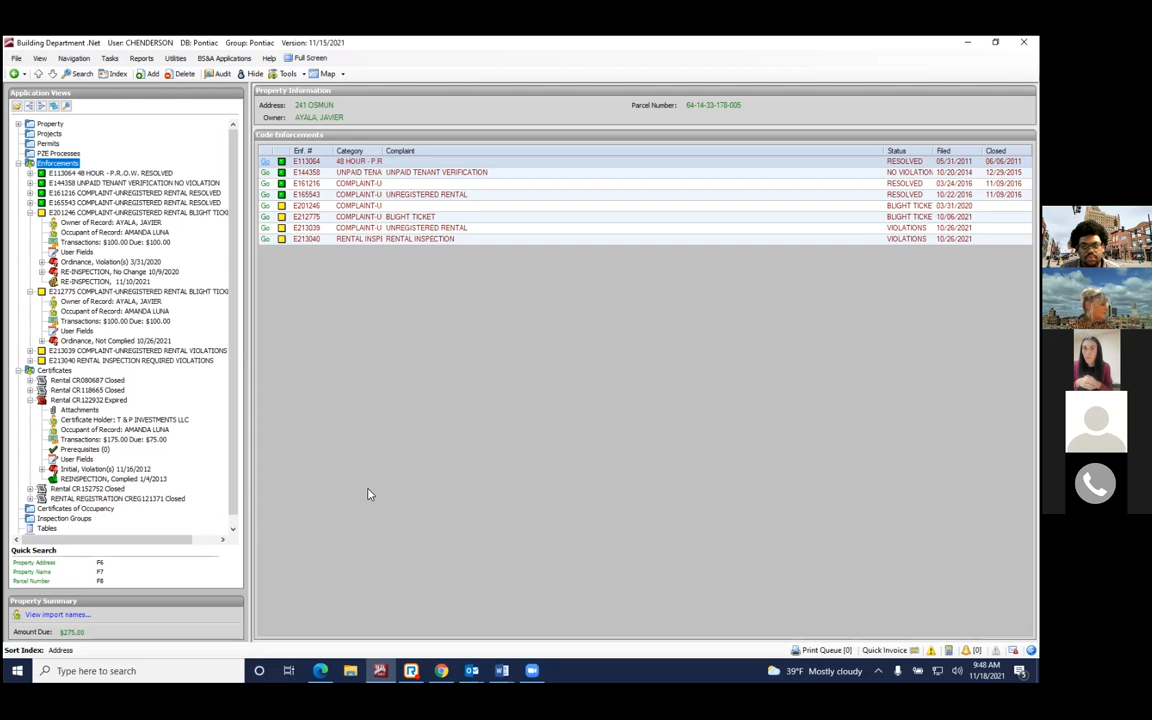 Building Department .Net User: CHENDERSON DB: Pontiac Group: Pontiac Version: 11/15/2021
File View Navigation Tasks Reports Utilities BS&A Applications Help Full Screen
Search Index Add Delete Audit Hide Tools Map
Application Views
Property
Projects
Permits
PZE Processes
Enforcements
E113064 48 HOUR - P.R.O.W. RESOLVED
E144358 UNPAID TENANT VERIFICATION NO VIOLATION
E161216 COMPLAINT-UNREGISTERED RENTAL RESOLVED
E165543 COMPLAINT-UNREGISTERED RENTAL RESOLVED
E201246 COMPLAINT-UNREGISTERED RENTAL BLIGHT TICK
Owner of Record: AYALA, JAVIER
Occupant of Record: AMANDA LUNA
Transactions: $100.00 Due: $100.00
User Fields
Ordinance, Violation(s) 3/31/2020
RE-INSPECTION, No Change 10/9/2020
RE-INSPECTION, 11/10/2021
E212775 COMPLAINT-UNREGISTERED RENTAL BLIGHT TICK
Owner of Record: AYALA, JAVIER
Occupant of Record: AMANDA LUNA
Transactions: $100.00 Due: $100.00
User Fields
Ordinance, Not Complied 10/26/2021
E213039 COMPLAINT-UNREGISTERED RENTAL VIOLATIONS
E213040 RENTAL INSPECTION REQUIRED VIOLATIONS
Certificates
Rental CR080687 Closed
Rental CR118665 Closed
Rental CR122932 Expired
Attachments
Certificate Holder: T & P INVESTMENTS LLC
Occupant of Record: AMANDA LUNA
Transactions: $175.00 Due: $75.00
Prerequisites (0)
User Fields
Initial, Violation(s) 11/16/2012
REINSPECTION, Complied 1/4/2013
Rental CR152752 Closed
RENTAL REGISTRATION CREG121371 Closed
Certificates of Occupancy
Inspection Groups
Tables
Quick Search
Property Address F6
Property Name F7
Parcel Number F8
Property Summary
View import names...
Amount Due: $275.00
Property Information
Address: 241 OSMUN Parcel Number: 64-14-33-178-005
Owner: AYALA, JAVIER
Code Enforcements
Enf. # Category Complaint Status Filed Closed
Go E113064 48 HOUR - P.R RESOLVED 05/31/2011 06/06/2011
Go E144358 UNPAID TENA UNPAID TENANT VERIFICATION NO VIOLATION 10/20/2014 12/29/2015
Go E161216 COMPLAINT-U RESOLVED 03/24/2016 11/09/2016
Go E165543 COMPLAINT-U UNREGISTERED RENTAL RESOLVED 10/22/2016 11/09/2016
Go E201246 COMPLAINT-U BLIGHT TICKE 03/31/2020
Go E212775 COMPLAINT-U BLIGHT TICKET BLIGHT TICKE 10/06/2021
Go E213039 COMPLAINT-U UNREGISTERED RENTAL VIOLATIONS 10/26/2021
Go E213040 RENTAL INSPI RENTAL INSPECTION VIOLATIONS 10/26/2021
Sort Index: Address Print Queue [0] Quick Invoice [0]
Type here to search 39°F Mostly cloudy 9:48 AM
11/18/2021